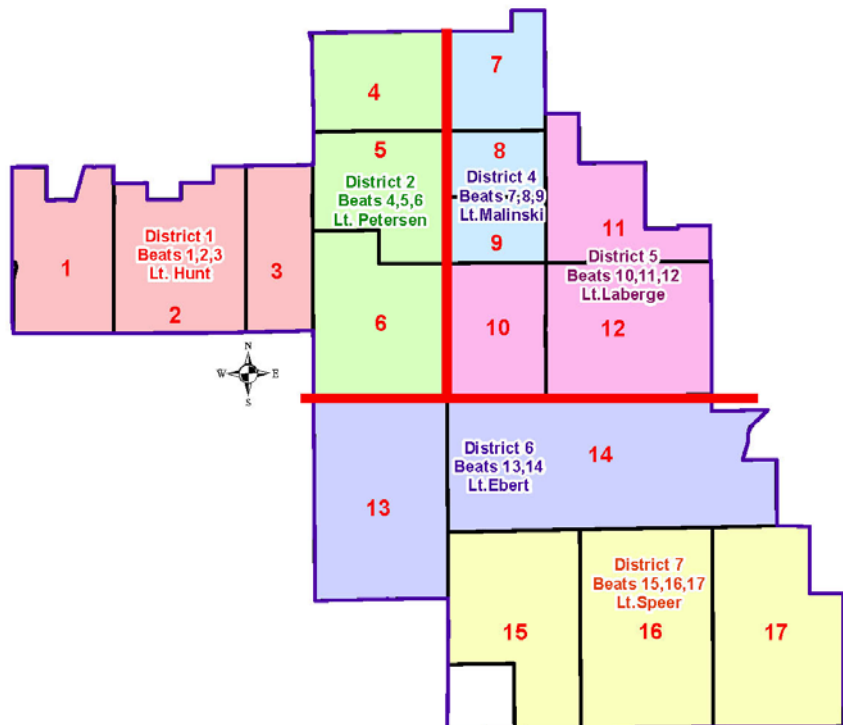 7
4
5
8
District 2
Beats 4,5,6
Lt. Petersen
District 4
Beats 7,8,9
Lt.Malinski
9
11
District 1
Beats 1,2,3
Lt. Hunt
1
2
3
District 5
Beats 10,11,12
Lt.Laberge
6
10
12
N
W
E
S
District 6
Beats 13,14
Lt.Ebert
14
13
District 7
Beats 15,16,17
Lt.Speer
15
16
17